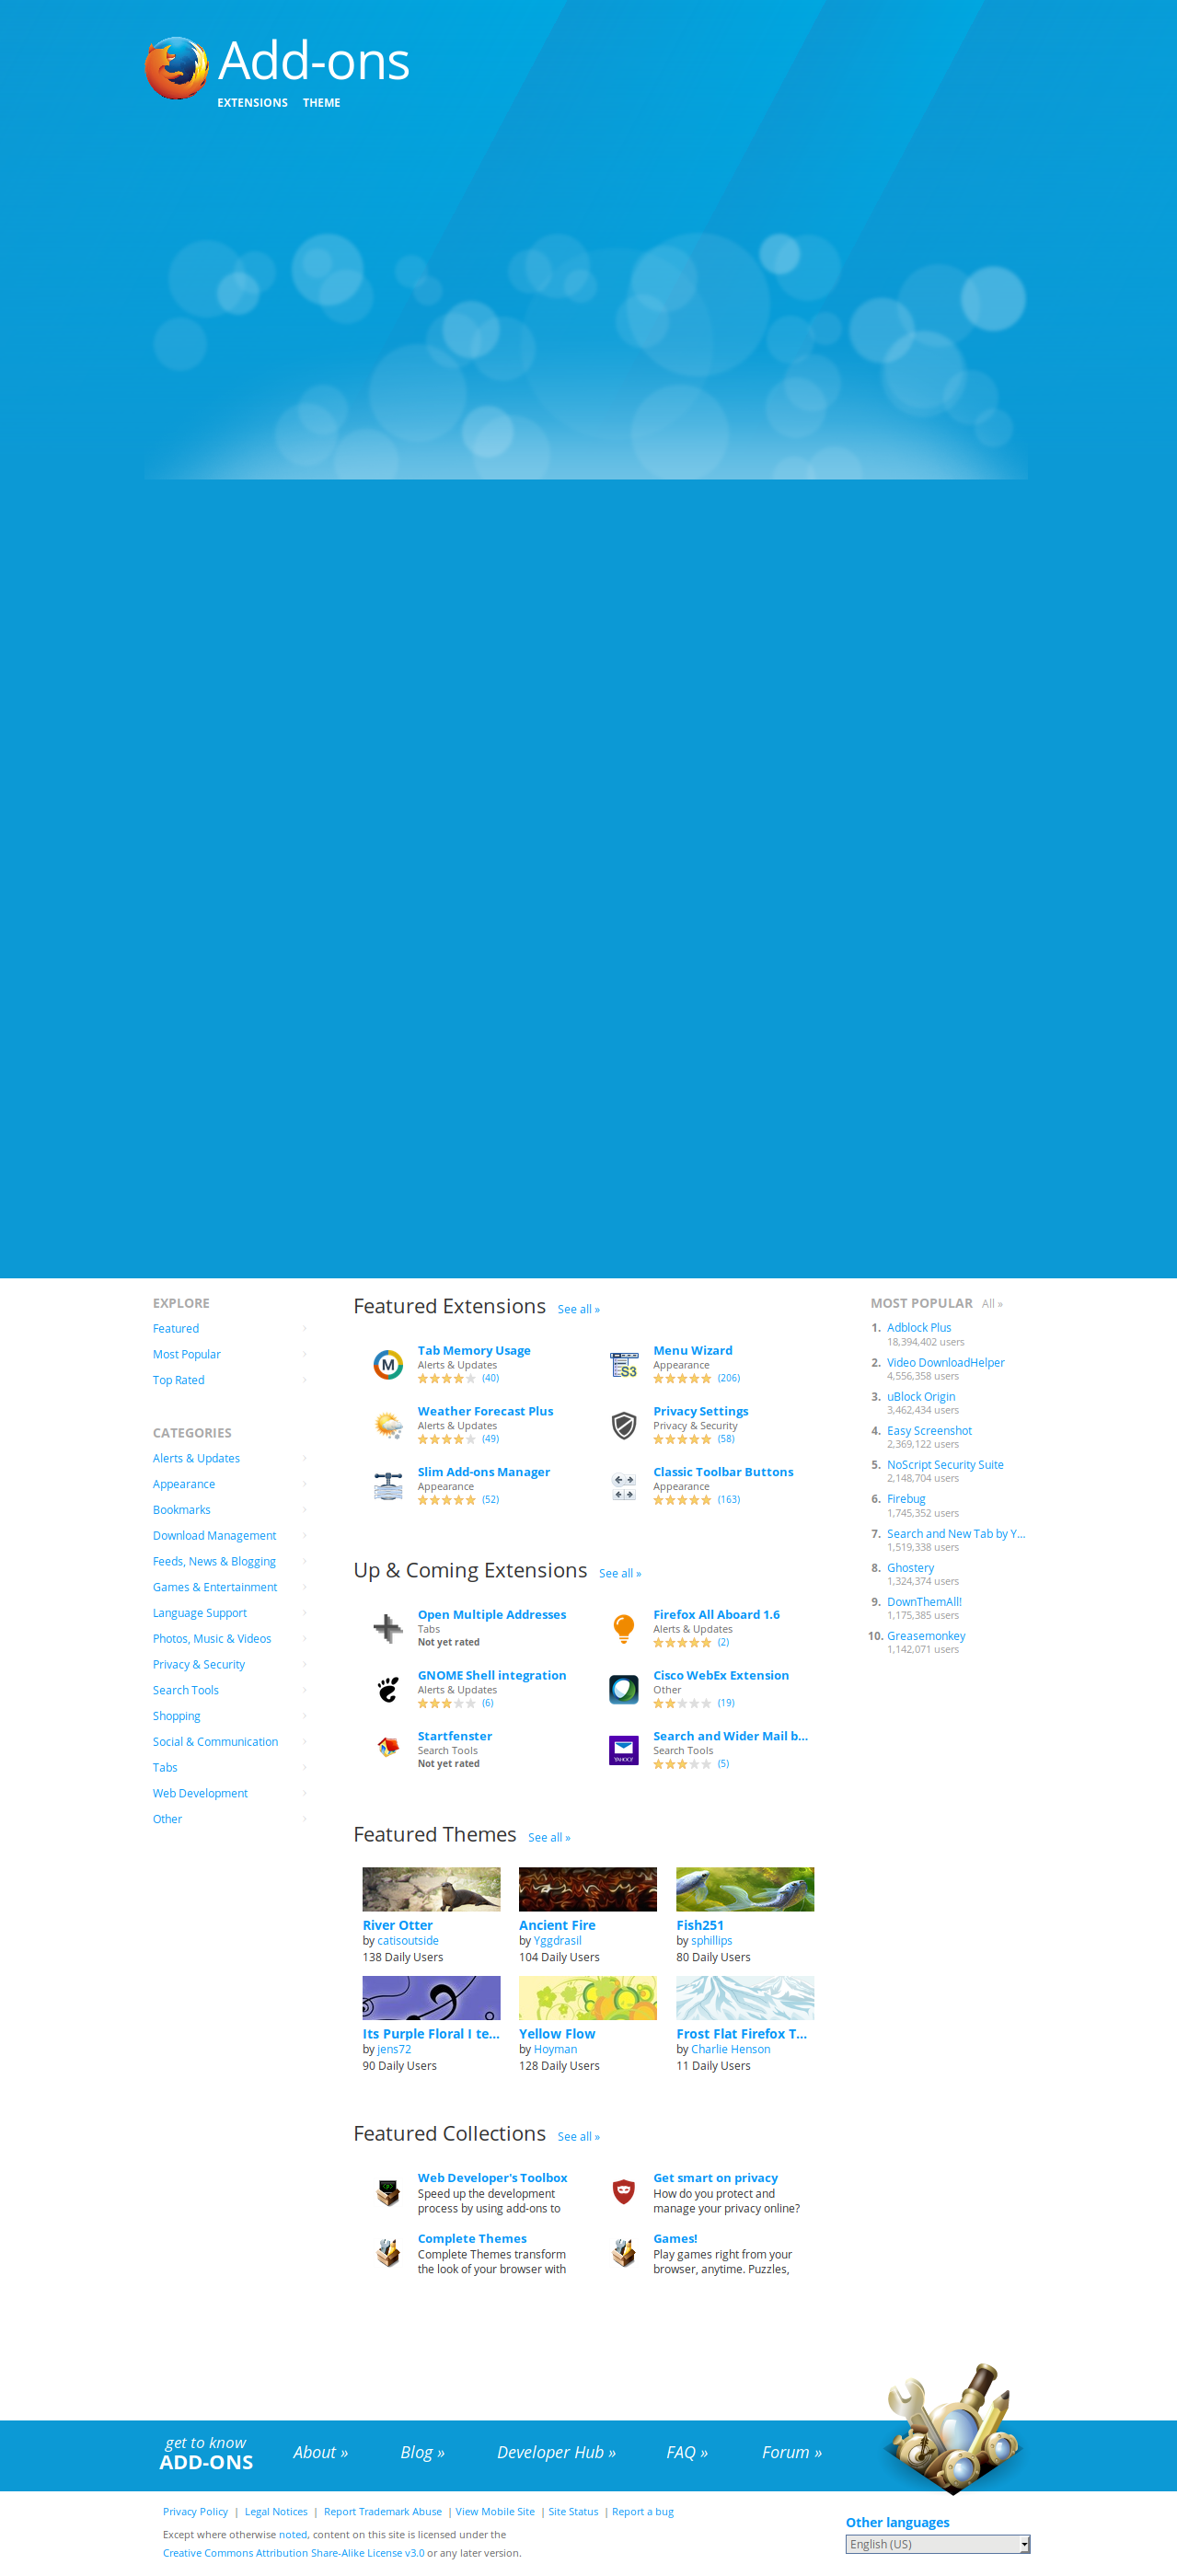 Add-ons
EXTENSIONS THEME
EXPLORE
Featured
Most Popular
Top Rated
CATEGORIES
Alerts & Updates
Appearance
Bookmarks
Download Management
Feeds, News & Blogging
Games & Entertainment
Language Support
Photos, Music & Videos
Privacy & Security
Search Tools
Shopping
Social & Communication
Tabs
Web Development
Other
Featured Extensions See all »
Tab Memory Usage
Alerts & Updates
(40)
Menu Wizard
Appearance
(206)
Weather Forecast Plus
Alerts & Updates
(49)
Privacy Settings
Privacy & Security
(58)
Slim Add-ons Manager
Appearance
(52)
Classic Toolbar Buttons
Appearance
(163)
Up & Coming Extensions See all »
Open Multiple Addresses
Tabs
Not yet rated
Firefox All Aboard 1.6
Alerts & Updates
(2)
GNOME Shell integration
Alerts & Updates
(6)
Cisco WebEx Extension
Other
(19)
Startfenster
Search Tools
Not yet rated
Search and Wider Mail b...
Search Tools
(5)
Featured Themes See all »
River Otter
by catisoutside
138 Daily Users
Ancient Fire
by Yggdrasil
104 Daily Users
Fish251
by sphillips
80 Daily Users
Its Purple Floral I te...
by jens72
90 Daily Users
Yellow Flow
by Hoyman
128 Daily Users
Frost Flat Firefox T...
by Charlie Henson
11 Daily Users
Featured Collections See all »
Web Developer's Toolbox
Speed up the development
process by using add-ons to
Get smart on privacy
How do you protect and
manage your privacy online?
Complete Themes
Complete Themes transform
the look of your browser with
Games!
Play games right from your
browser, anytime. Puzzles,
MOST POPULAR All »
1. Adblock Plus
18,394,402 users
2. Video DownloadHelper
4,556,358 users
3. uBlock Origin
3,462,434 users
4. Easy Screenshot
2,369,122 users
5. NoScript Security Suite
2,148,704 users
6. Firebug
1,745,352 users
7. Search and New Tab by Y...
1,519,338 users
8. Ghostery
1,324,374 users
9. DownThemAll!
1,175,385 users
10. Greasemonkey
1,142,071 users
get to know
ADD-ONS
About »
Blog »
Developer Hub »
FAQ »
Forum »
Privacy Policy | Legal Notices | Report Trademark Abuse | View Mobile Site | Site Status | Report a bug
Except where otherwise noted, content on this site is licensed under the
Creative Commons Attribution Share-Alike License v3.0 or any later version.
Other languages
English (US)